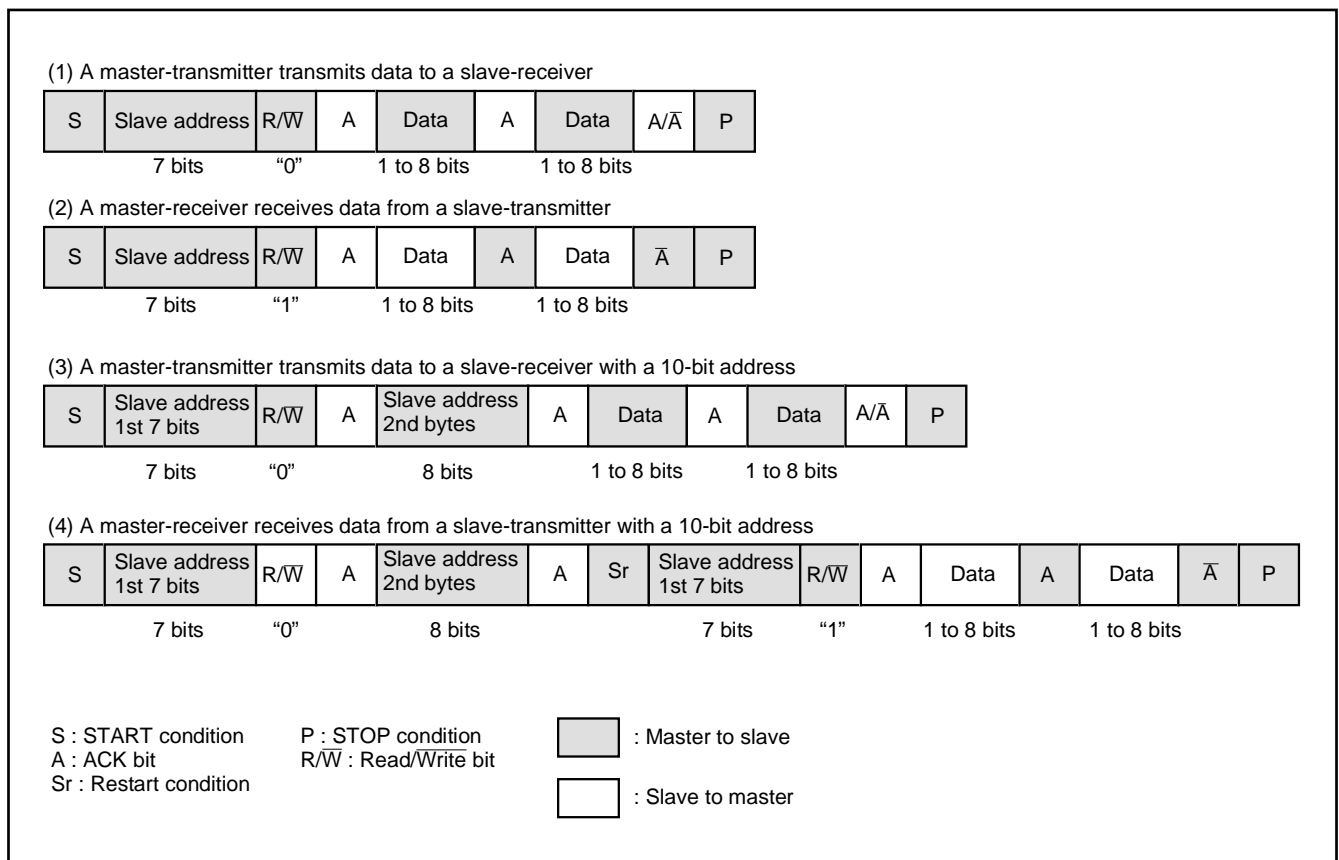 (1) A master-transmitter transmits data to a slave-receiver
S Slave address R/W̅ A Data A Data A/A̅ P
7 bits “0” 1 to 8 bits 1 to 8 bits
(2) A master-receiver receives data from a slave-transmitter
S Slave address R/W̅ A Data A Data A̅ P
7 bits “1” 1 to 8 bits 1 to 8 bits
(3) A master-transmitter transmits data to a slave-receiver with a 10-bit address
S Slave address 1st 7 bits R/W̅ A Slave address 2nd bytes A Data A Data A/A̅ P
7 bits “0” 8 bits 1 to 8 bits 1 to 8 bits
(4) A master-receiver receives data from a slave-transmitter with a 10-bit address
S Slave address 1st 7 bits R/W̅ A Slave address 2nd bytes A Sr Slave address 1st 7 bits R/W̅ A Data A Data A̅ P
7 bits “0” 8 bits 7 bits “1” 1 to 8 bits 1 to 8 bits
S : START condition P : STOP condition : Master to slave
A : ACK bit R/W̅ : Read/W̅r̅i̅t̅e̅ bit
Sr : Restart condition
: Slave to master